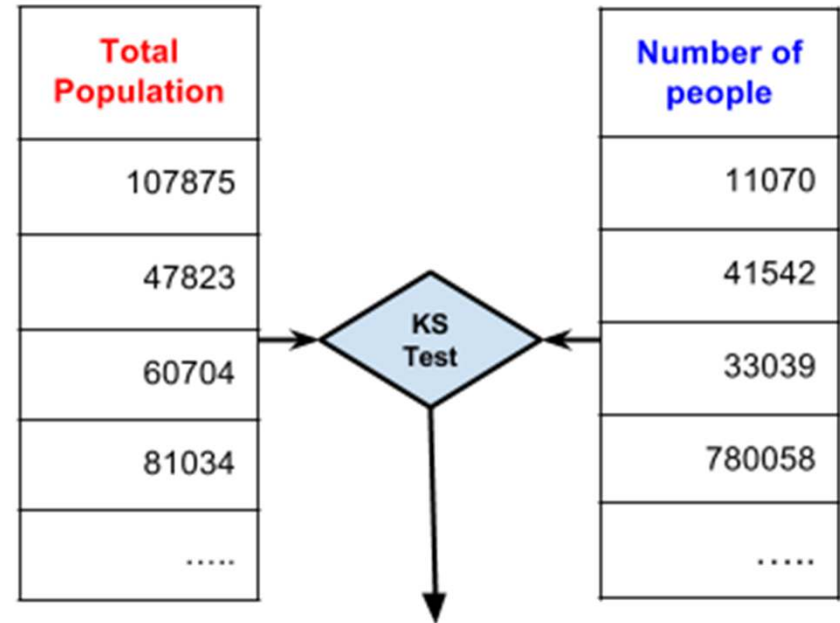 Total
Population
107875
47823
60704
81034
.....
KS
Test
Number of
people
11070
41542
33039
780058
.....